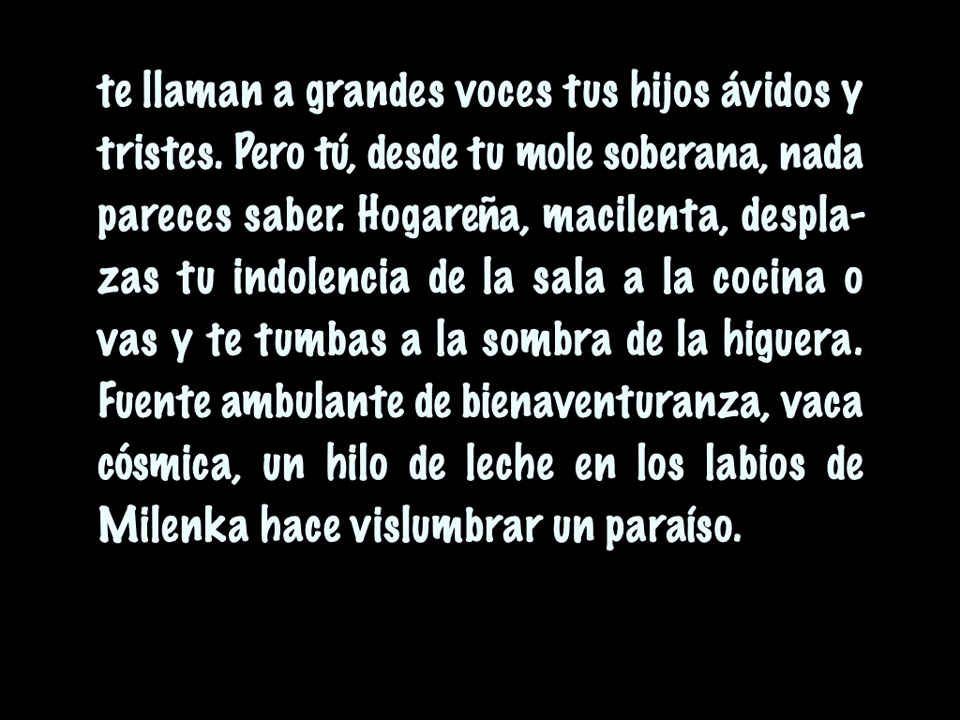 te llaman a grandes voces tus hijos ávidos y
tristes. Pero tú, desde tu mole soberana, nada
pareces saber. Hogareña, macilenta, despla-
zas tu indolencia de la sala a la cocina o
vas y te tumbas a la sombra de la higuera.
Fuente ambulante de bienaventuranza, vaca
cósmica, un hilo de leche en los labios de
Milenka hace vislumbrar un paraíso.